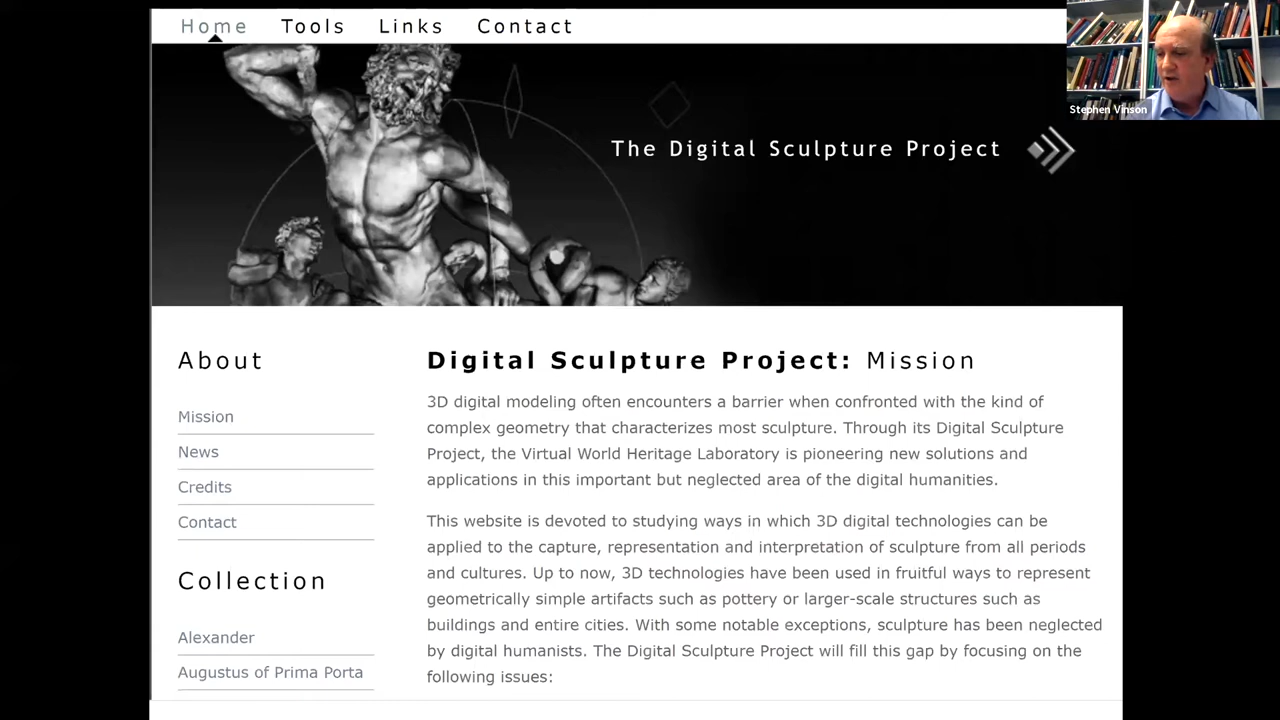 Home Tools Links Contact
Stephen Vinson
The Digital Sculpture Project
About
Mission
News
Credits
Contact
Collection
Alexander
Augustus of Prima Porta
Digital Sculpture Project: Mission
3D digital modeling often encounters a barrier when confronted with the kind of
complex geometry that characterizes most sculpture. Through its Digital Sculpture
Project, the Virtual World Heritage Laboratory is pioneering new solutions and
applications in this important but neglected area of the digital humanities.
This website is devoted to studying ways in which 3D digital technologies can be
applied to the capture, representation and interpretation of sculpture from all periods
and cultures. Up to now, 3D technologies have been used in fruitful ways to represent
geometrically simple artifacts such as pottery or larger-scale structures such as
buildings and entire cities. With some notable exceptions, sculpture has been neglected
by digital humanists. The Digital Sculpture Project will fill this gap by focusing on the
following issues: